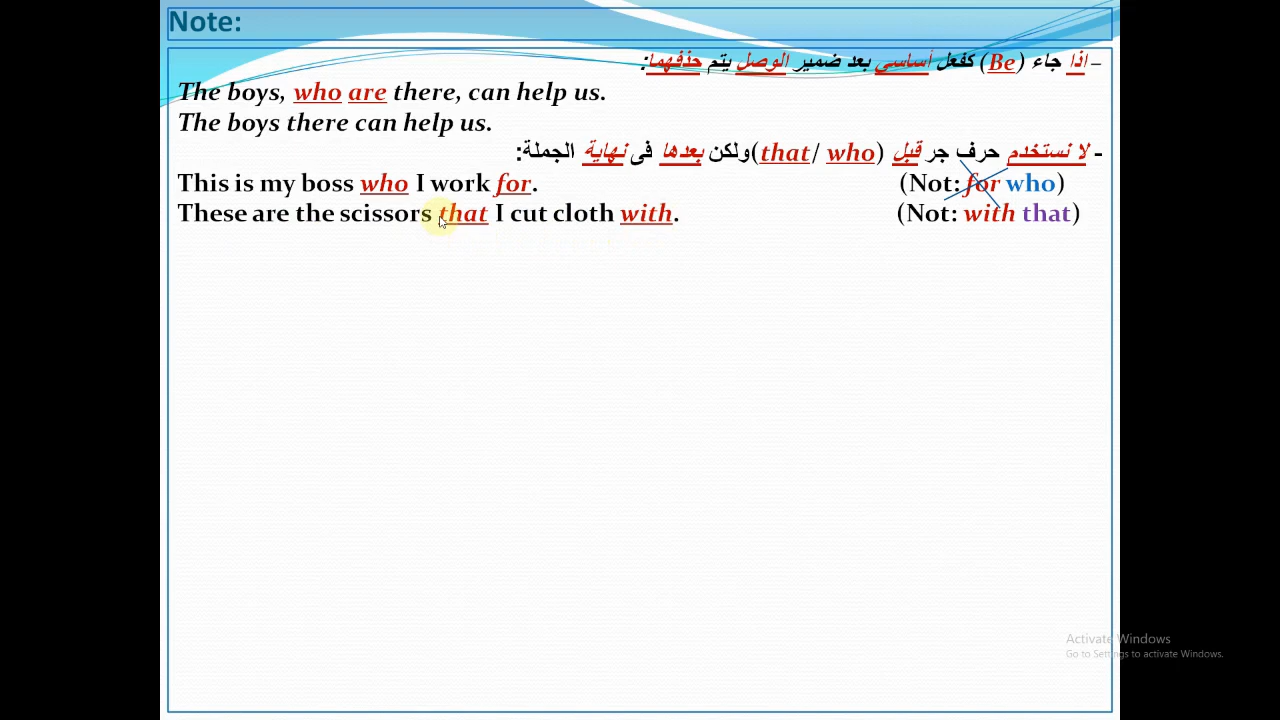 Note:
– اذا جاء (Be) كفعل أساسي بعد ضمير الوصل يتم حذفهما:
The boys, who are there, can help us.
The boys there can help us.
- لا نستخدم حرف جر قبل (that/ who)ولكن بعدها فى نهاية الجملة:
This is my boss who I work for. (Not: for who)
These are the scissors that I cut cloth with. (Not: with that)
Activate Windows
Go to Settings to activate Windows.